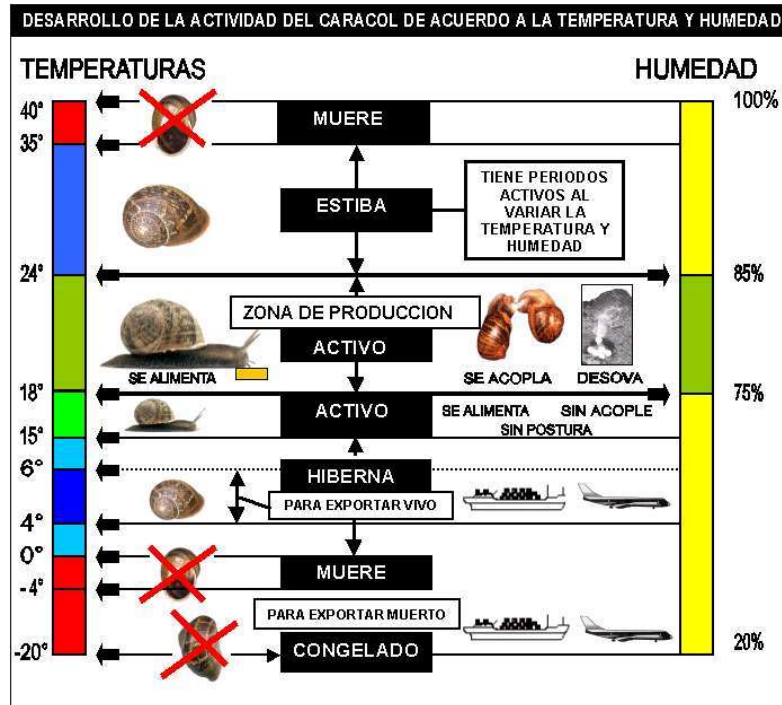 DESARROLLO DE LA ACTIVIDAD DEL CARACOL DE ACUERDO A LA TEMPERATURA Y HUMEDAD
TEMPERATURAS
HUMEDAD
40°
MUERE
100%
35°
ESTIBA
TIENE PERIODOS
ACTIVOS AL
VARIAR LA
TEMPERATURA Y
HUMEDAD
24°
85%
ZONA DE PRODUCCION
ACTIVO
SE ALIMENTA
SE ACOPLA
DESOVA
18°
75%
ACTIVO
SE ALIMENTA
SIN ACOPLE
SIN POSTURA
15°
6°
HIBERNA
PARA EXPORTAR VIVO
4°
0°
MUERE
-4°
PARA EXPORTAR MUERTO
-20°
CONGELADO
20%